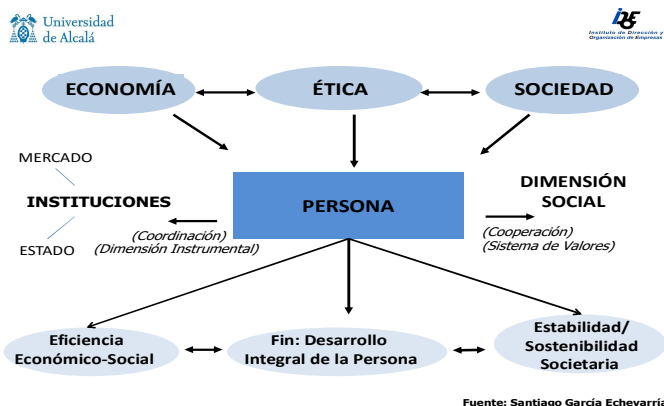 Universidad
de Alcalá
Instituto de Dirección y
Organización de Empresas
ECONOMÍA
ÉTICA
SOCIEDAD
MERCADO
INSTITUCIONES
ESTADO
PERSONA
DIMENSIÓN
SOCIAL
(Coordinación)
(Dimensión Instrumental)
(Cooperación)
(Sistema de Valores)
Eficiencia
Económico-Social
Fin: Desarrollo
Integral de la Persona
Estabilidad/
Sostenibilidad
Societaria
Fuente: Santiago García Echevarría